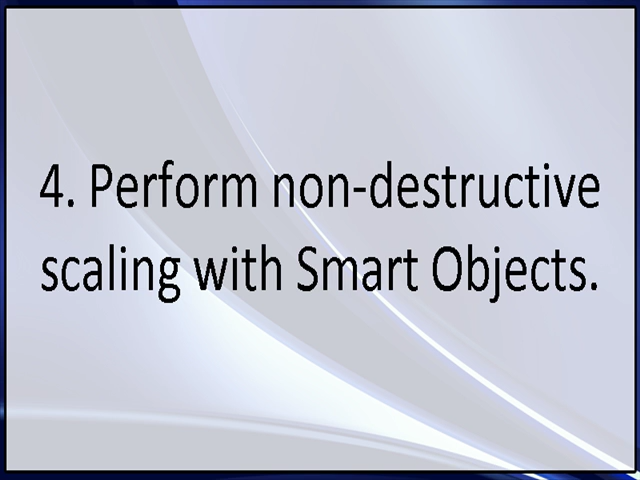 4. Perform non-destructive
scaling with Smart Objects.